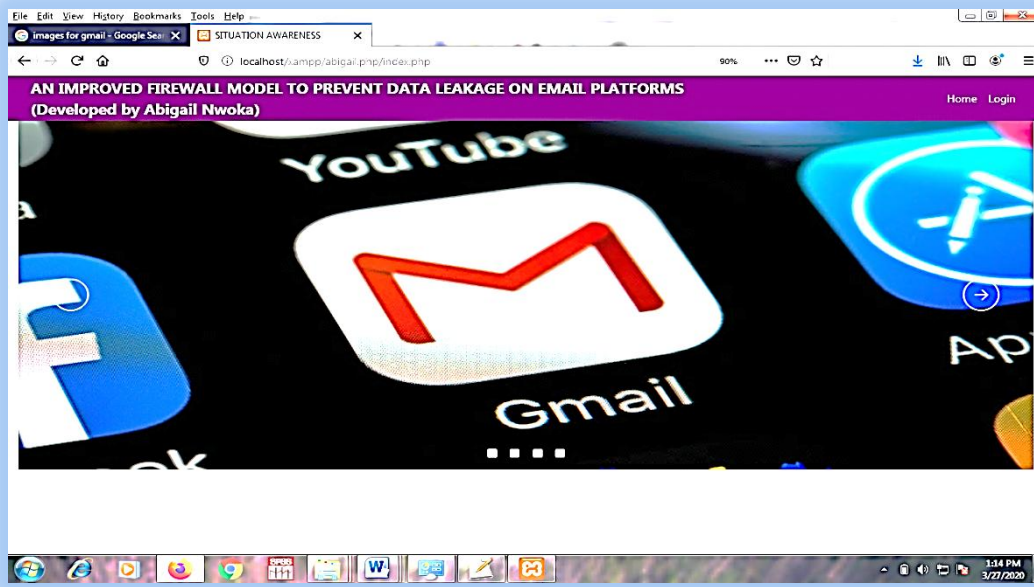 File Edit View History Bookmarks Tools Help
images for gmail - Google Sear
SITUATION AWARENESS
localhost/xampp/abigail.php/index.php
90%
AN IMPROVED FIREWALL MODEL TO PREVENT DATA LEAKAGE ON EMAIL PLATFORMS
(Developed by Abigail Nwoka)
Home Login
YouTube
a
f
Gmail
Ap
ok
W
1:14 PM
3/27/2020